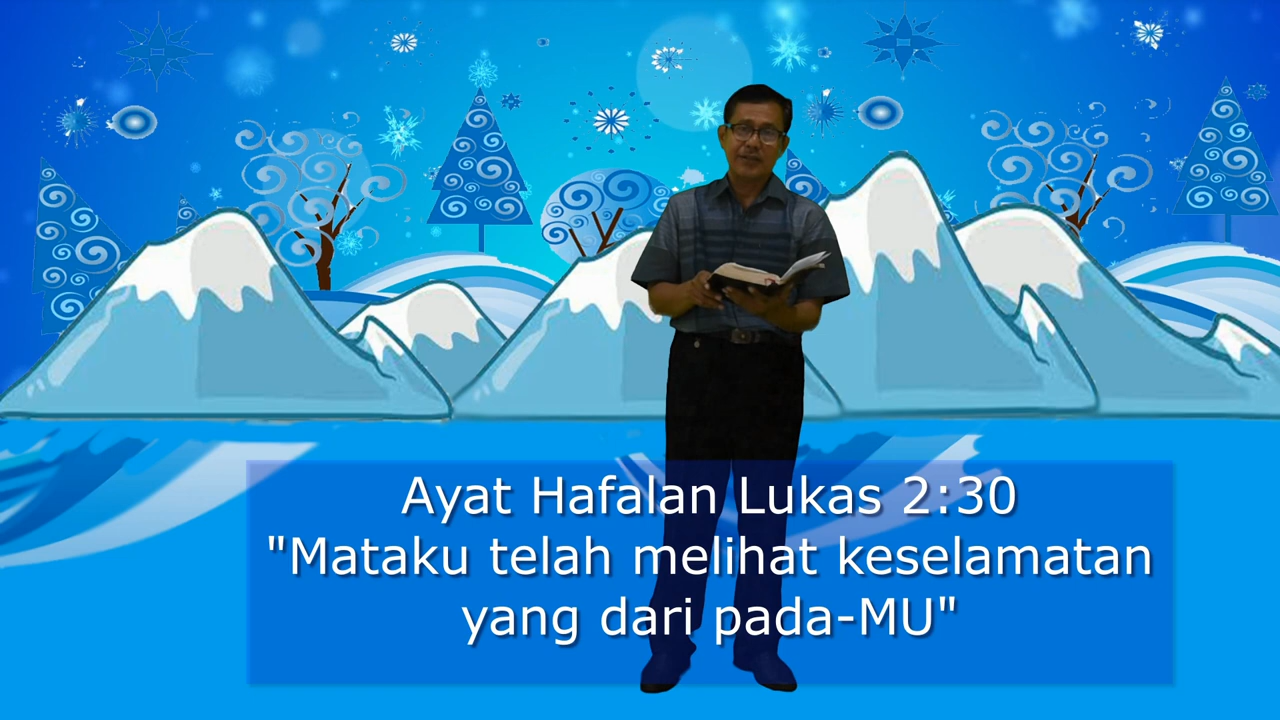 Ayat Hafalan Lukas 2:30
"Mataku telah melihat keselamatan
yang dari pada-MU"